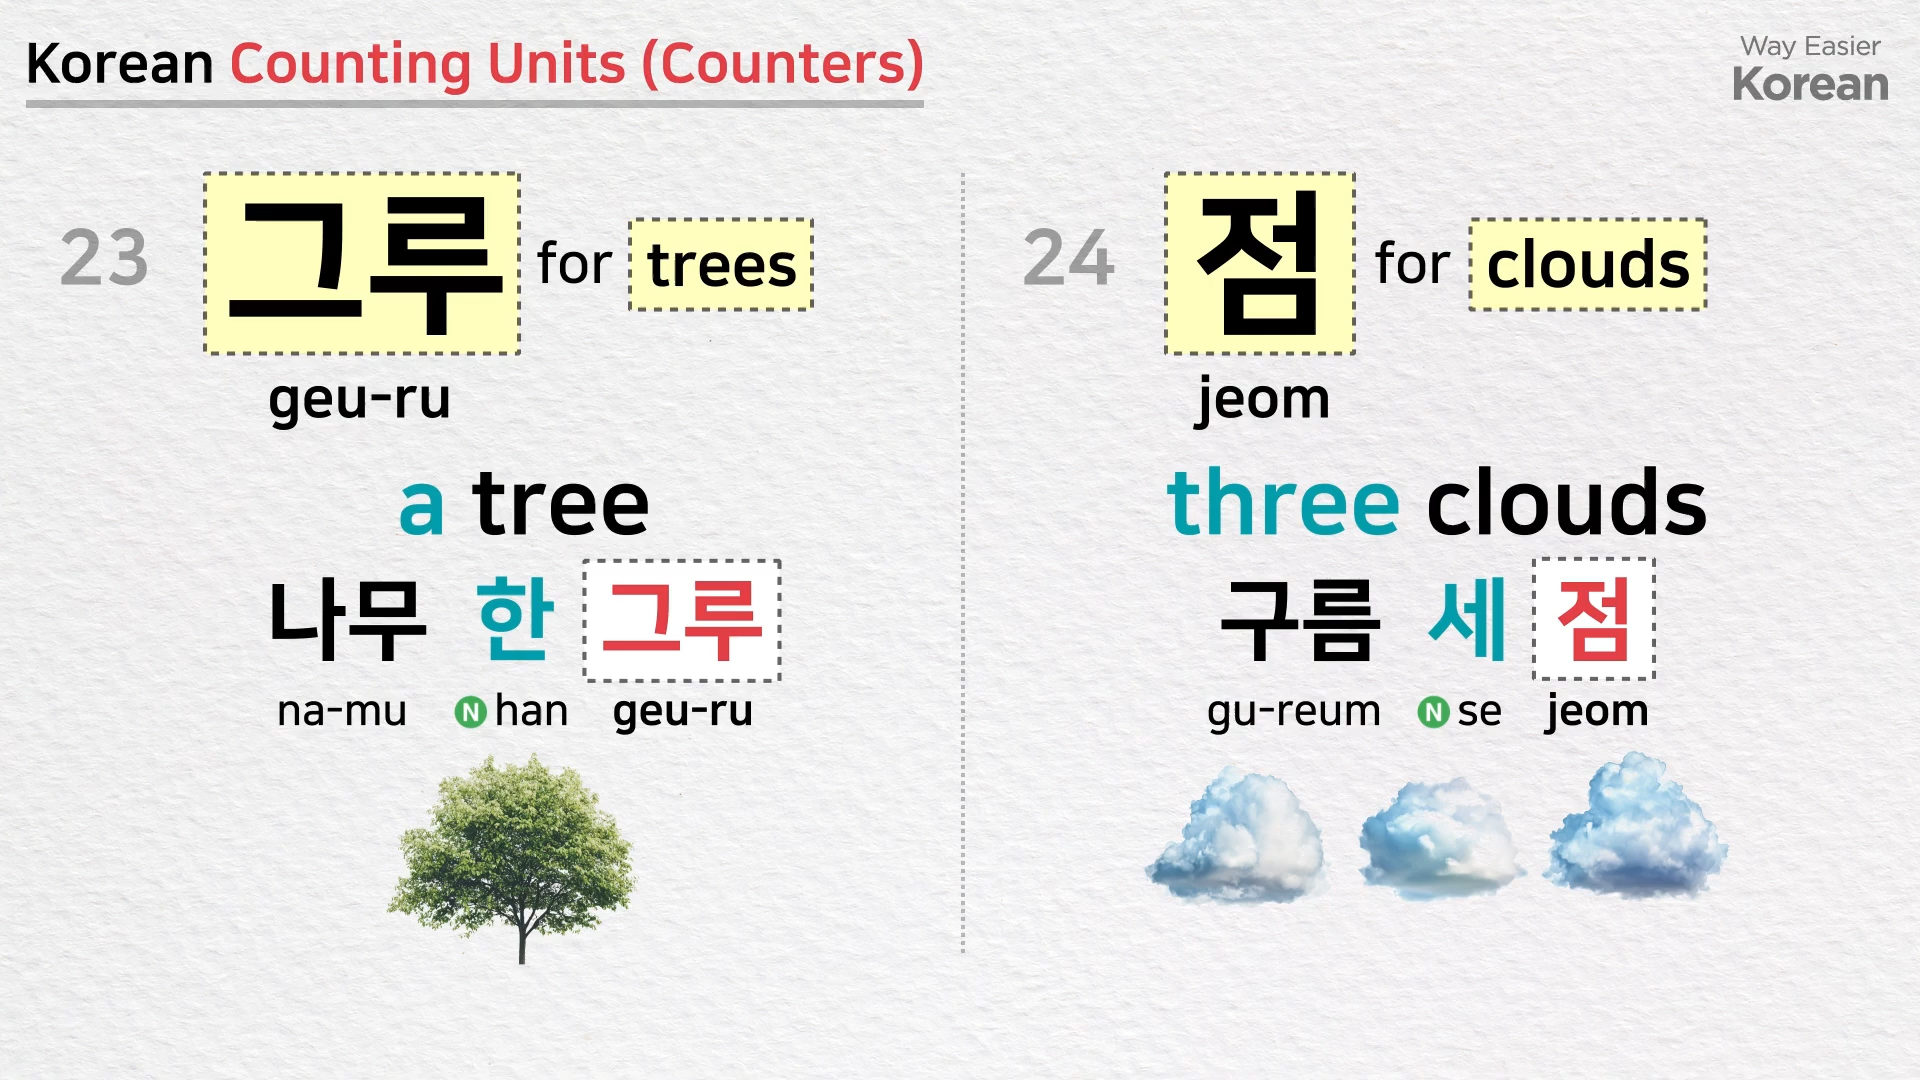 Korean Counting Units (Counters)
Way Easier
Korean
23 그루 for trees
geu-ru
a tree
나무 한 그루
na-mu N han geu-ru
24 점 for clouds
jeom
three clouds
구름 세 점
gu-reum N se jeom